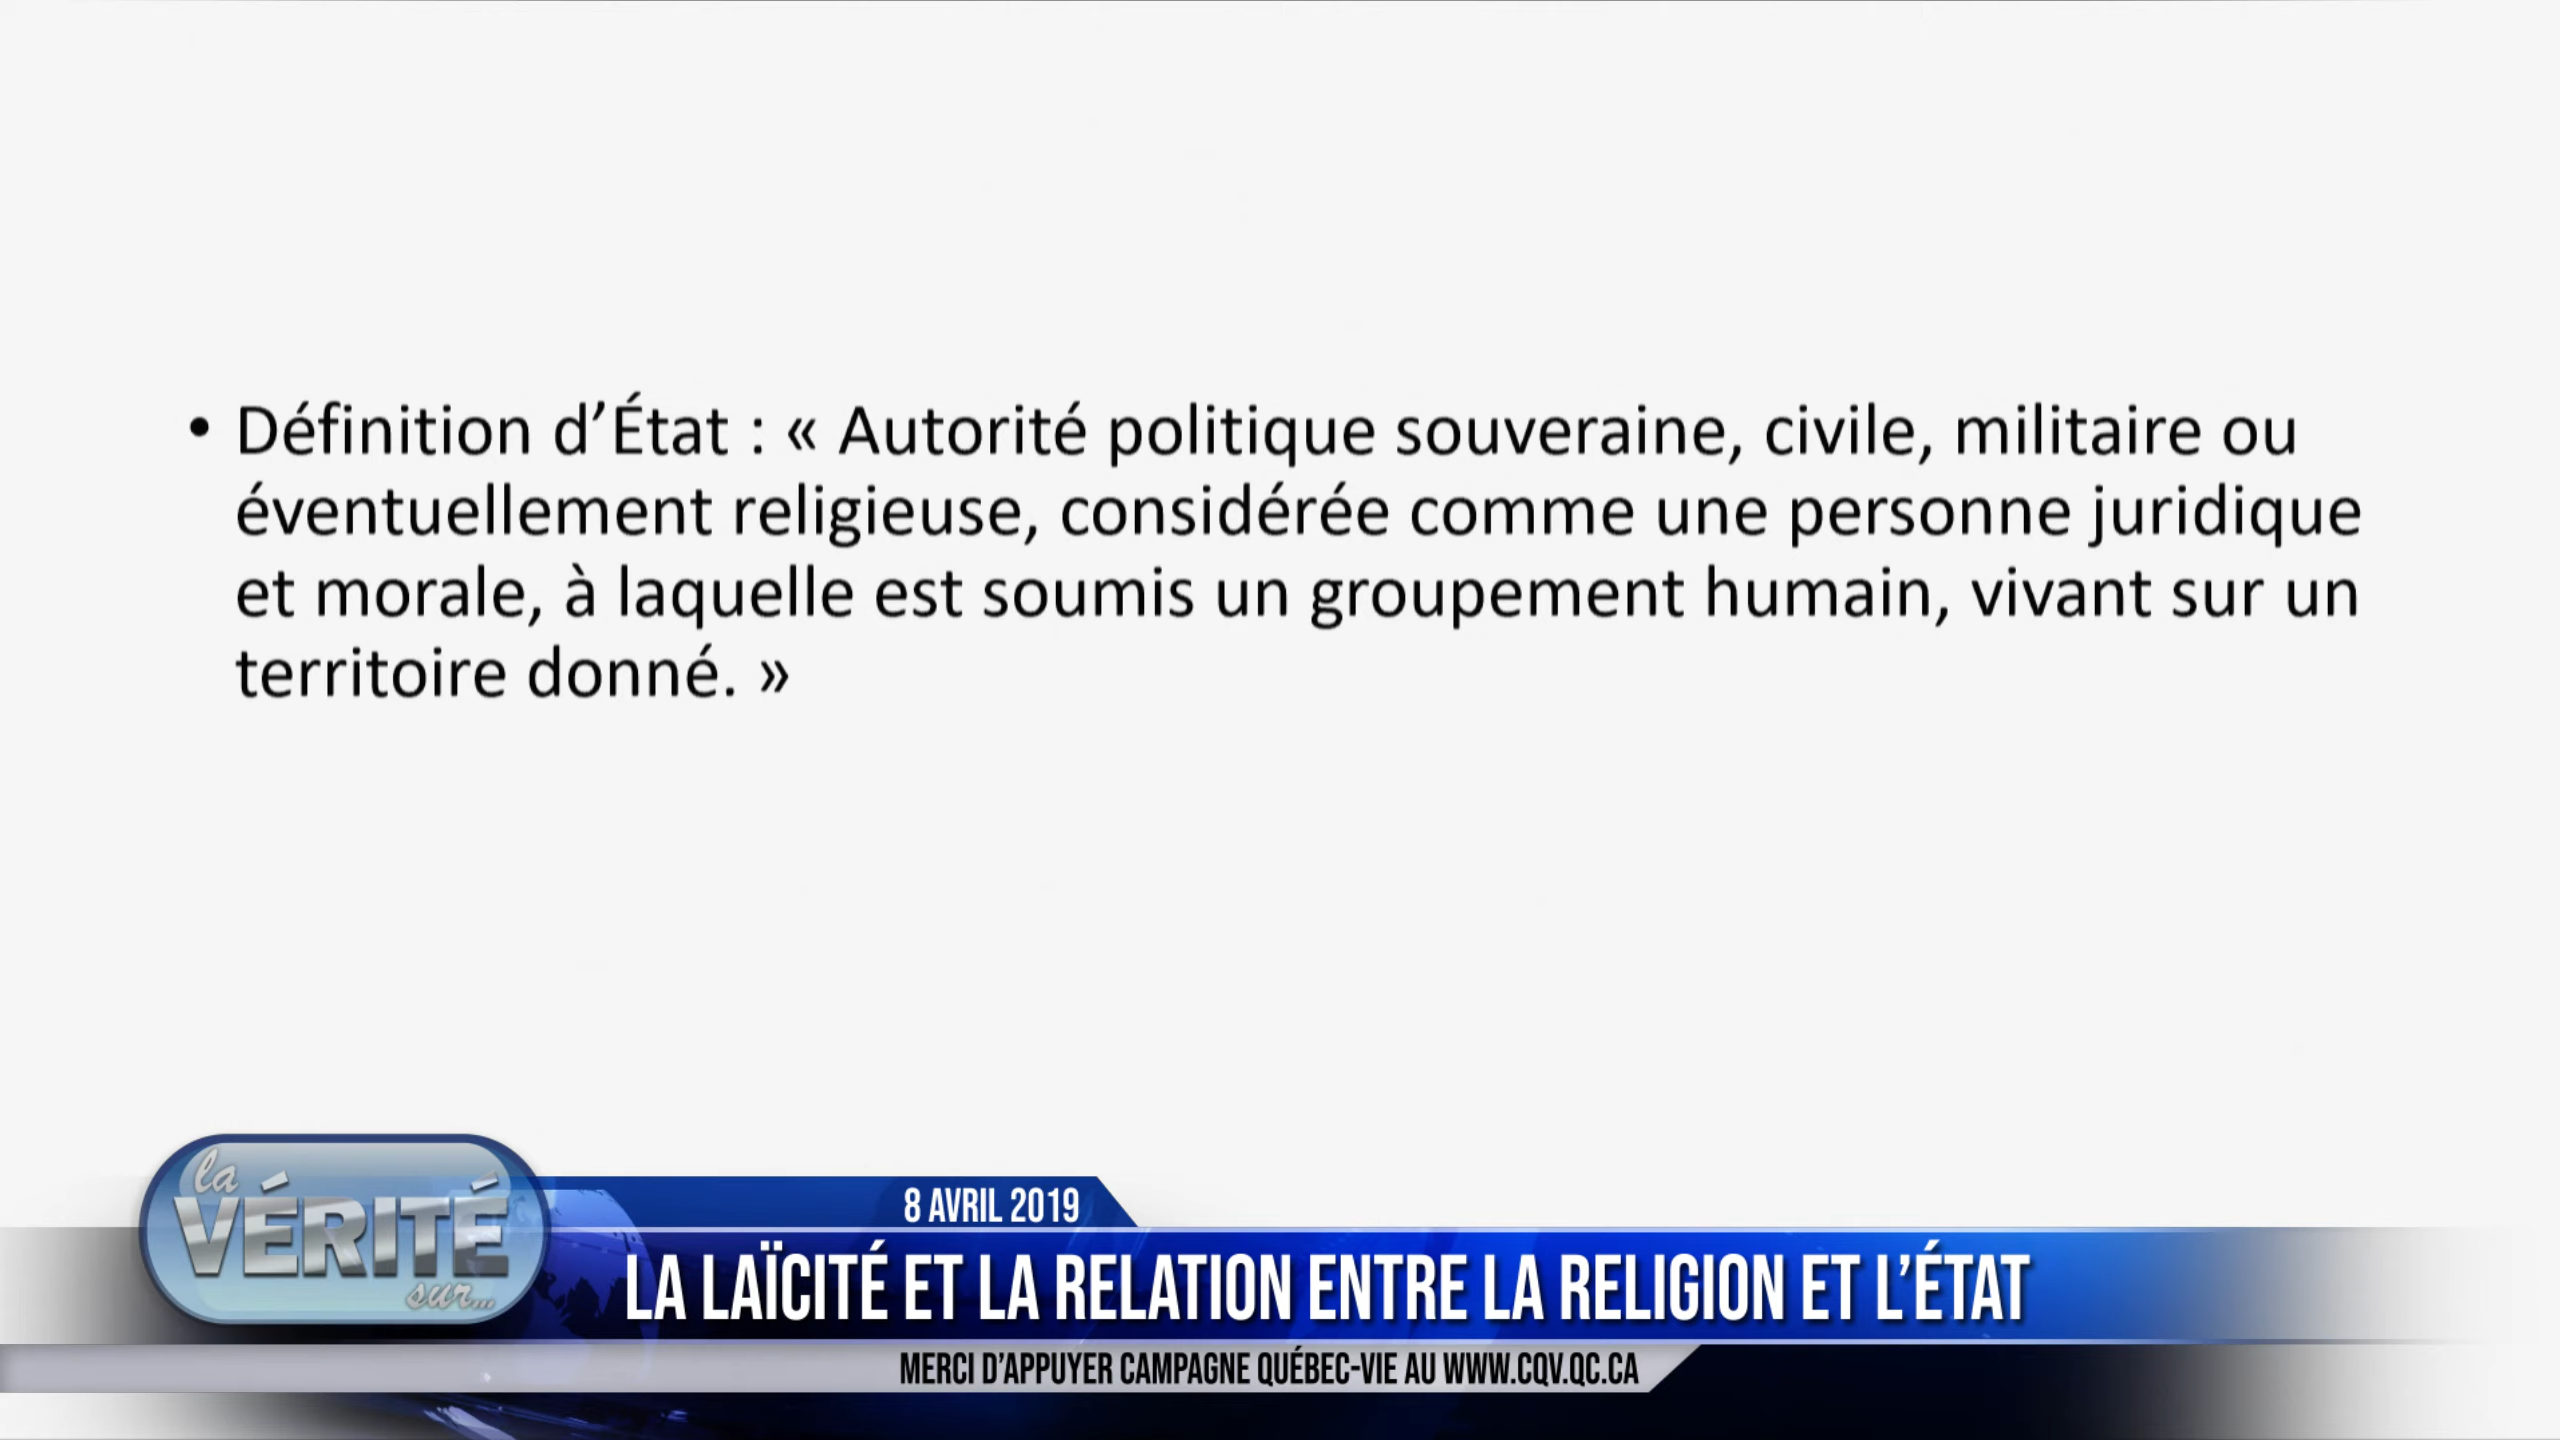 • Définition d’État : « Autorité politique souveraine, civile, militaire ou
éventuellement religieuse, considérée comme une personne juridique
et morale, à laquelle est soumis un groupement humain, vivant sur un
territoire donné. »
la
VÉRITÉ
sur...
8 AVRIL 2019
LA LAÏCITÉ ET LA RELATION ENTRE LA RELIGION ET L’ÉTAT
MERCI D’APPUYER CAMPAGNE QUÉBEC-VIE AU WWW.CQV.QC.CA